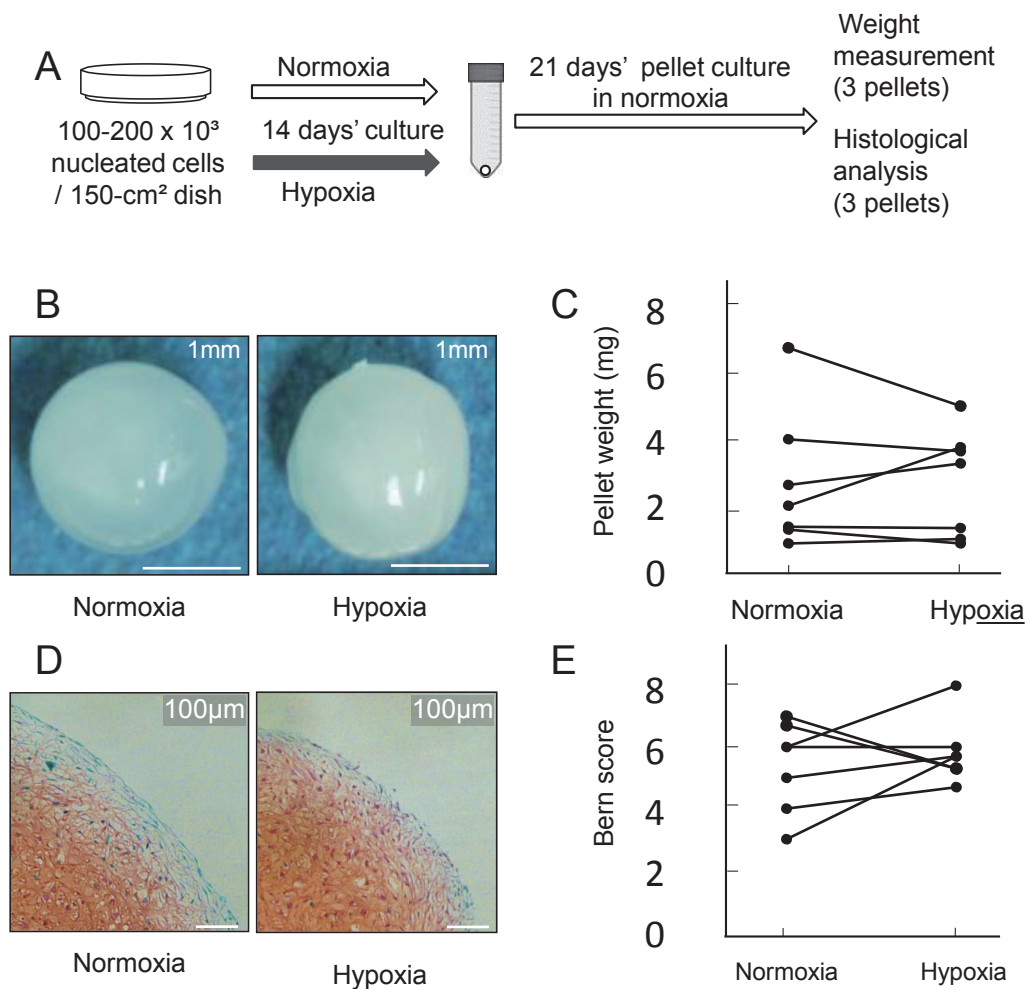 A
100-200 x 10³
nucleated cells
/ 150-cm² dish
Normoxia
14 days' culture
Hypoxia
21 days' pellet culture
in normoxia
Weight
measurement
(3 pellets)
Histological
analysis
(3 pellets)
B
1mm
Normoxia
1mm
Hypoxia
C
Pellet weight (mg)
8
6
4
2
0
Normoxia
Hypoxia
D
100µm
Normoxia
100µm
Hypoxia
E
Bern score
8
6
4
2
0
Normoxia
Hypoxia